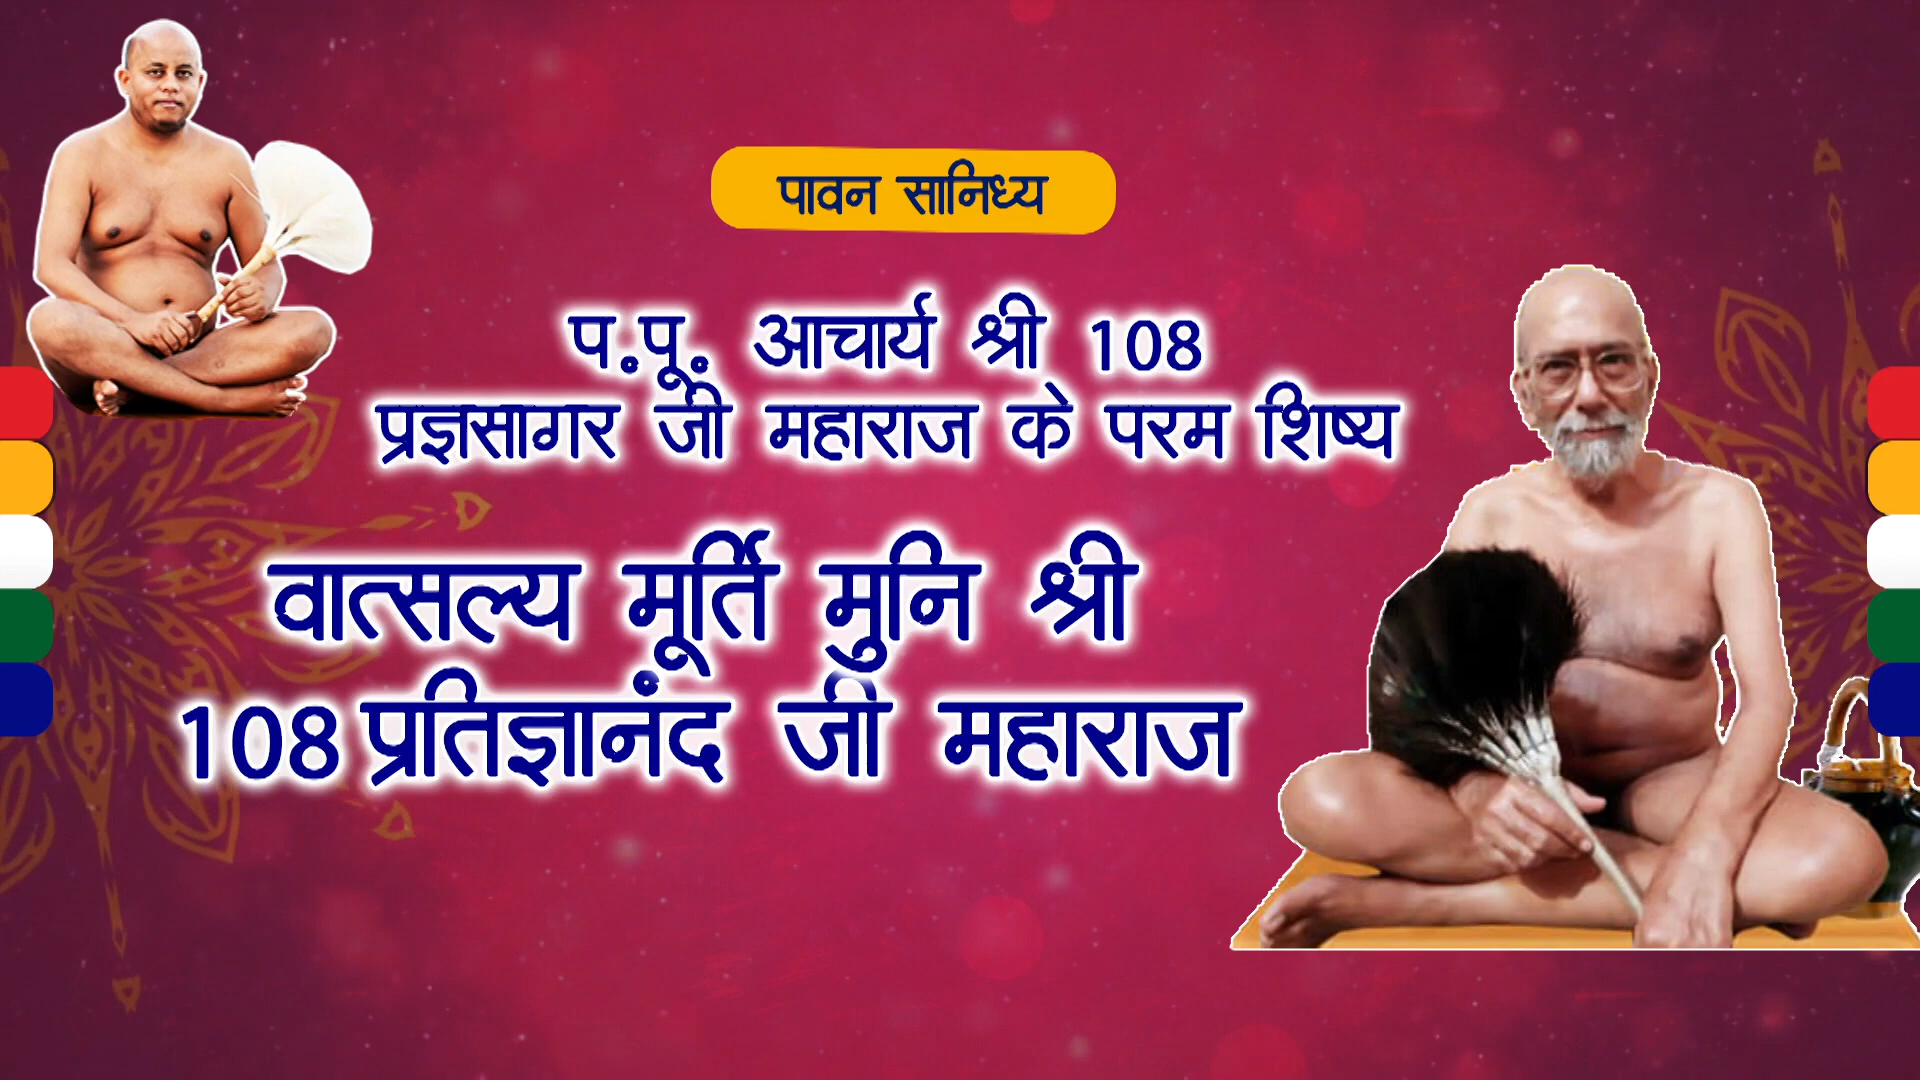 पावन सानिध्य
प.पू. आचार्य श्री 108
प्रज्ञसागर जी महाराज के परम शिष्य
वात्सल्य मूर्ति मुनि श्री
108 प्रतिज्ञानंद जी महाराज